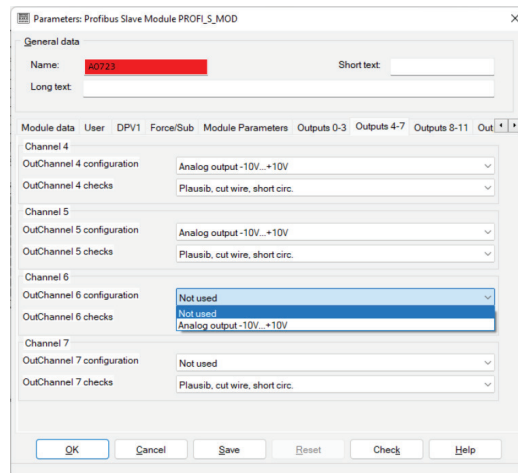 Parameters: Profibus Slave Module PROFI_S_MOD
General data
Name: A0723 Short text:
Long text:
Module data User DPV1 Force/Sub Module Parameters Outputs 0-3 Outputs 4-7 Outputs 8-11 Out
Channel 4
OutChannel 4 configuration Analog output -10V...+10V
OutChannel 4 checks Plausib, cut wire, short circ.
Channel 5
OutChannel 5 configuration Analog output -10V...+10V
OutChannel 5 checks Plausib, cut wire, short circ.
Channel 6
OutChannel 6 configuration Not used
Not used
OutChannel 6 checks Analog output -10V...+10V
Channel 7
OutChannel 7 configuration Not used
OutChannel 7 checks Plausib, cut wire, short circ.
OK Cancel Save Reset Check Help